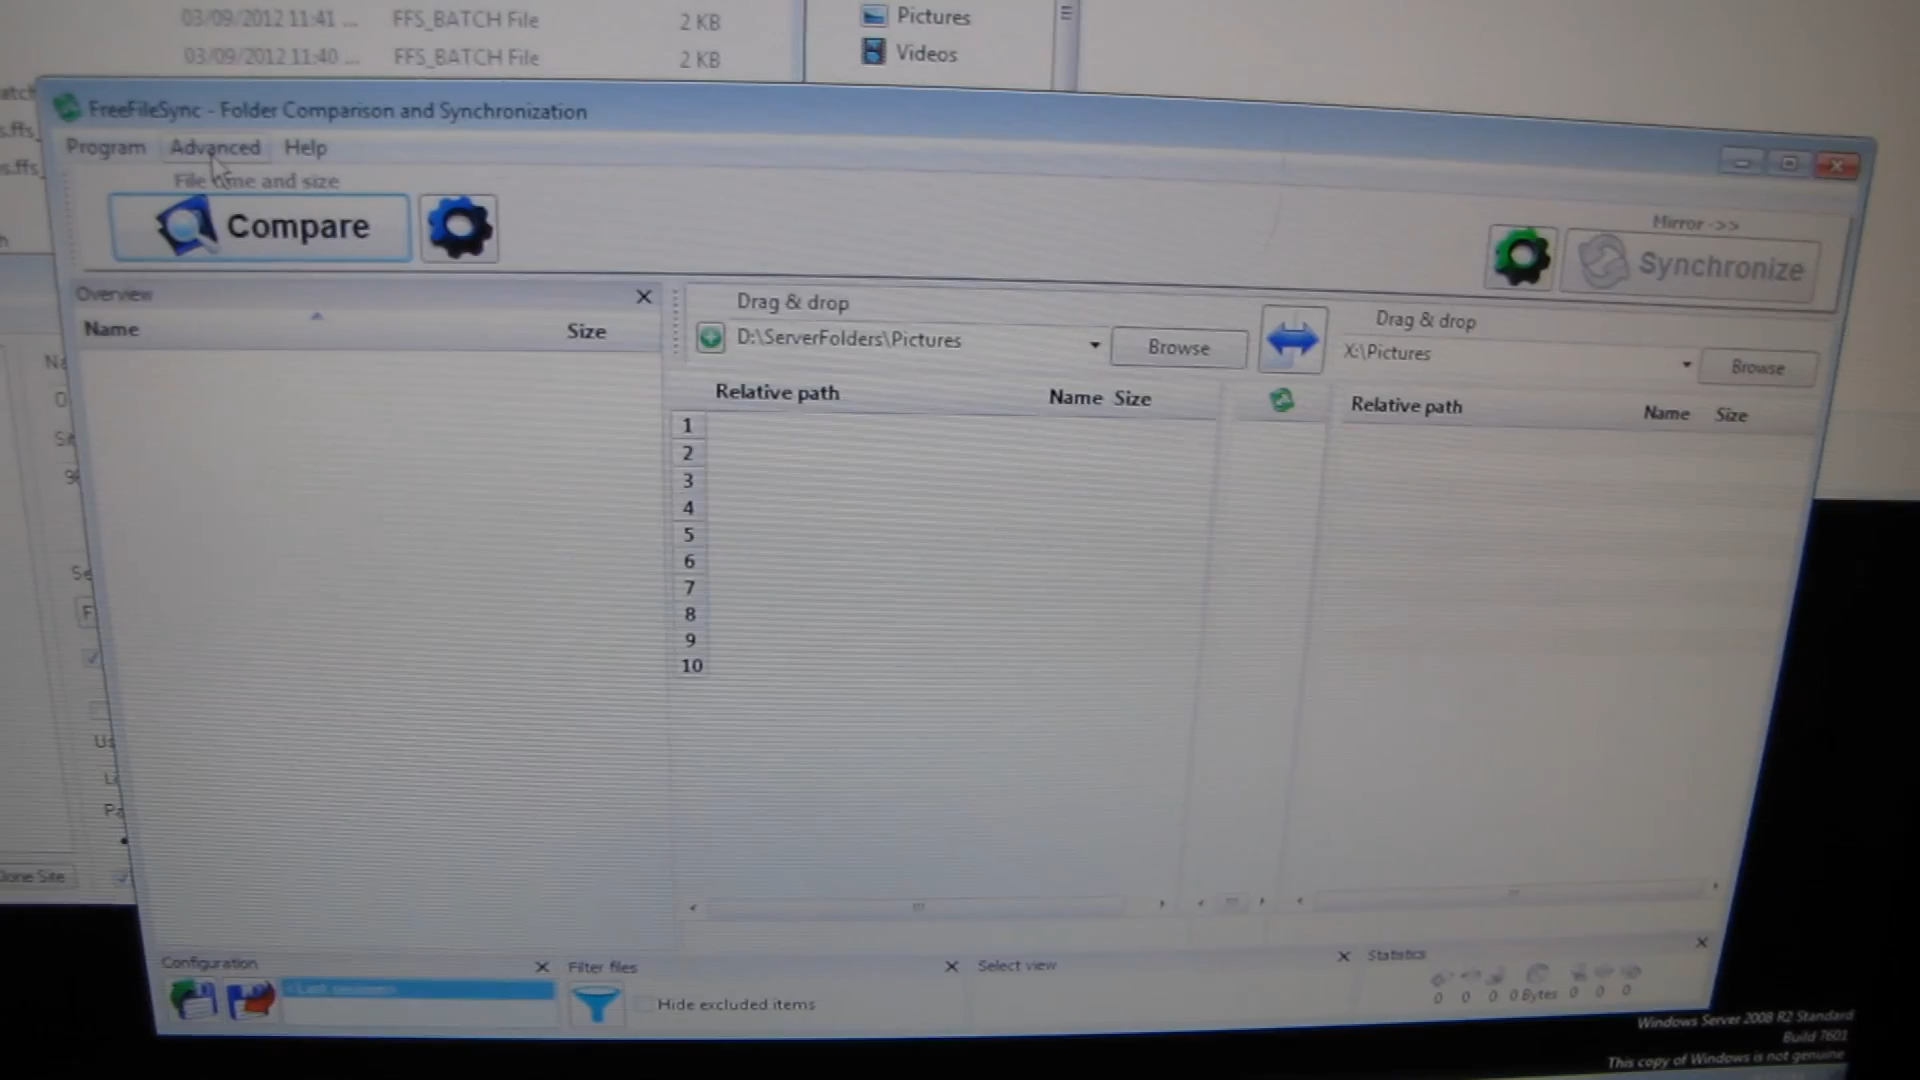 03/09/2012 11:41 ... FFS_BATCH File 2 KB
03/09/2012 11:40 ... FFS_BATCH File 2 KB
Pictures
Videos
FreeFileSync - Folder Comparison and Synchronization
Program Advanced Help
File time and size
Compare
Mirror ->>
Synchronize
Overview
Name Size
Drag & drop
D:\ServerFolders\Pictures
Browse
Drag & drop
X:\Pictures
Browse
Relative path Name Size
Relative path Name Size
1
2
3
4
5
6
7
8
9
10
Configuration
Filter files
Select view
Statistics
Hide excluded items
0 0 0 0 Bytes 0 0 0
Windows Server 2008 R2 Standard
Build 7601
This copy of Windows is not genuine